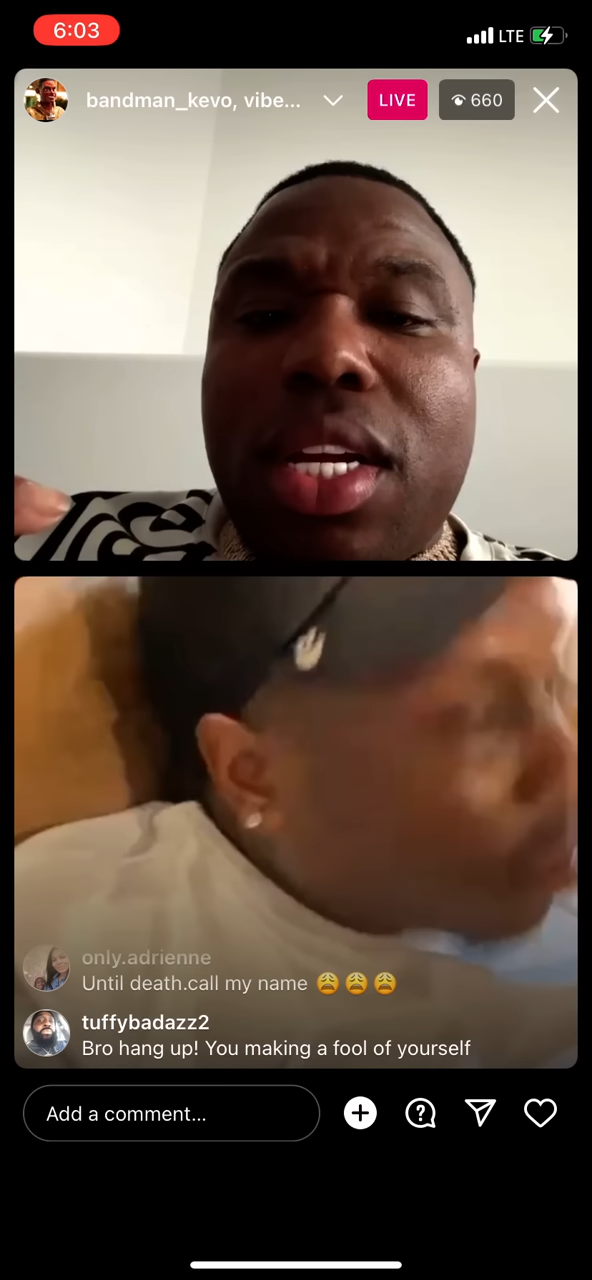 6:03
LTE
bandman_kevo, vibe...
LIVE
660
only.adrienne
Until death.call my name 😩😩😩
tuffybadazz2
Bro hang up! You making a fool of yourself
Add a comment...